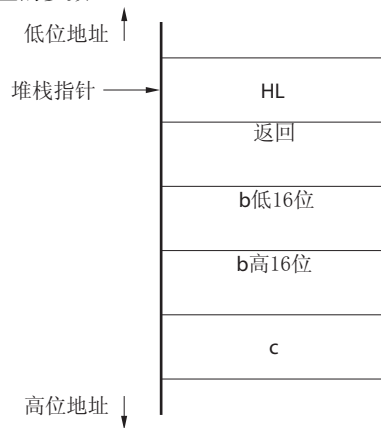 低位地址
堆栈指针
HL
返回
b低16位
b高16位
c
高位地址